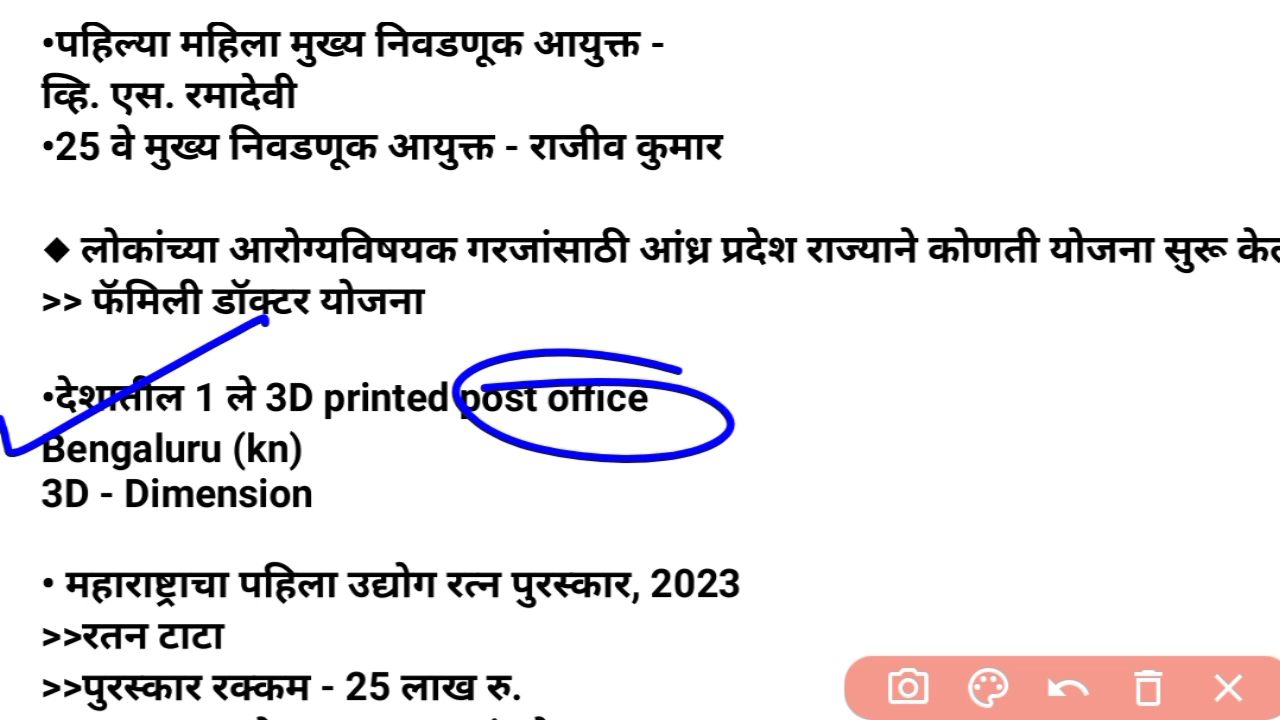 •पहिल्या महिला मुख्य निवडणूक आयुक्त -
व्हि. एस. रमादेवी
•25 वे मुख्य निवडणूक आयुक्त - राजीव कुमार
◆ लोकांच्या आरोग्यविषयक गरजांसाठी आंध्र प्रदेश राज्याने कोणती योजना सुरू
>> फॅमिली डॉक्टर योजना
•देशातील 1 ले 3D printed post office
Bengaluru (kn)
3D - Dimension
• महाराष्ट्राचा पहिला उद्योग रत्न पुरस्कार, 2023
>>रतन टाटा
>>पुरस्कार रक्कम - 25 लाख रु.